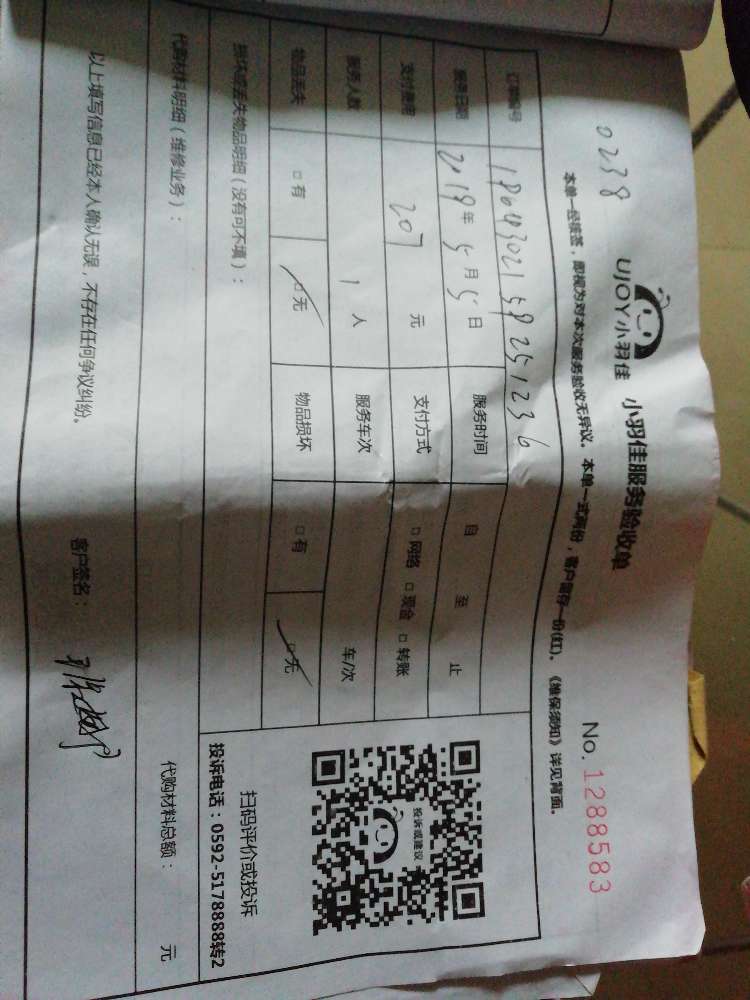 0238
UJOY小羽佳 小羽佳服务验收单 No. 1288583
本单一经接签，即视为对本次服务验收无异议。本单一式两份，客户留存一份(红)。《维保须知》详见背面。
订单编号
服务日期 2018年 5月 5日 服务时间 自 至 止
支付费用 207 元 支付方式 □网络 □现金 □转账
服务人数 1 人 服务车次 车/次
物品丢失 □有 □无 物品损坏 □有 □无
损坏或丢失物品明细（没有可不填）：
投诉或建议
扫码评价或投诉
投诉电话：0592-5178888转2
代购材料明细（维修业务）： 代购材料总额： 元
以上填写信息已经本人确认无误，不存在任何争议纠纷。 客户签名：